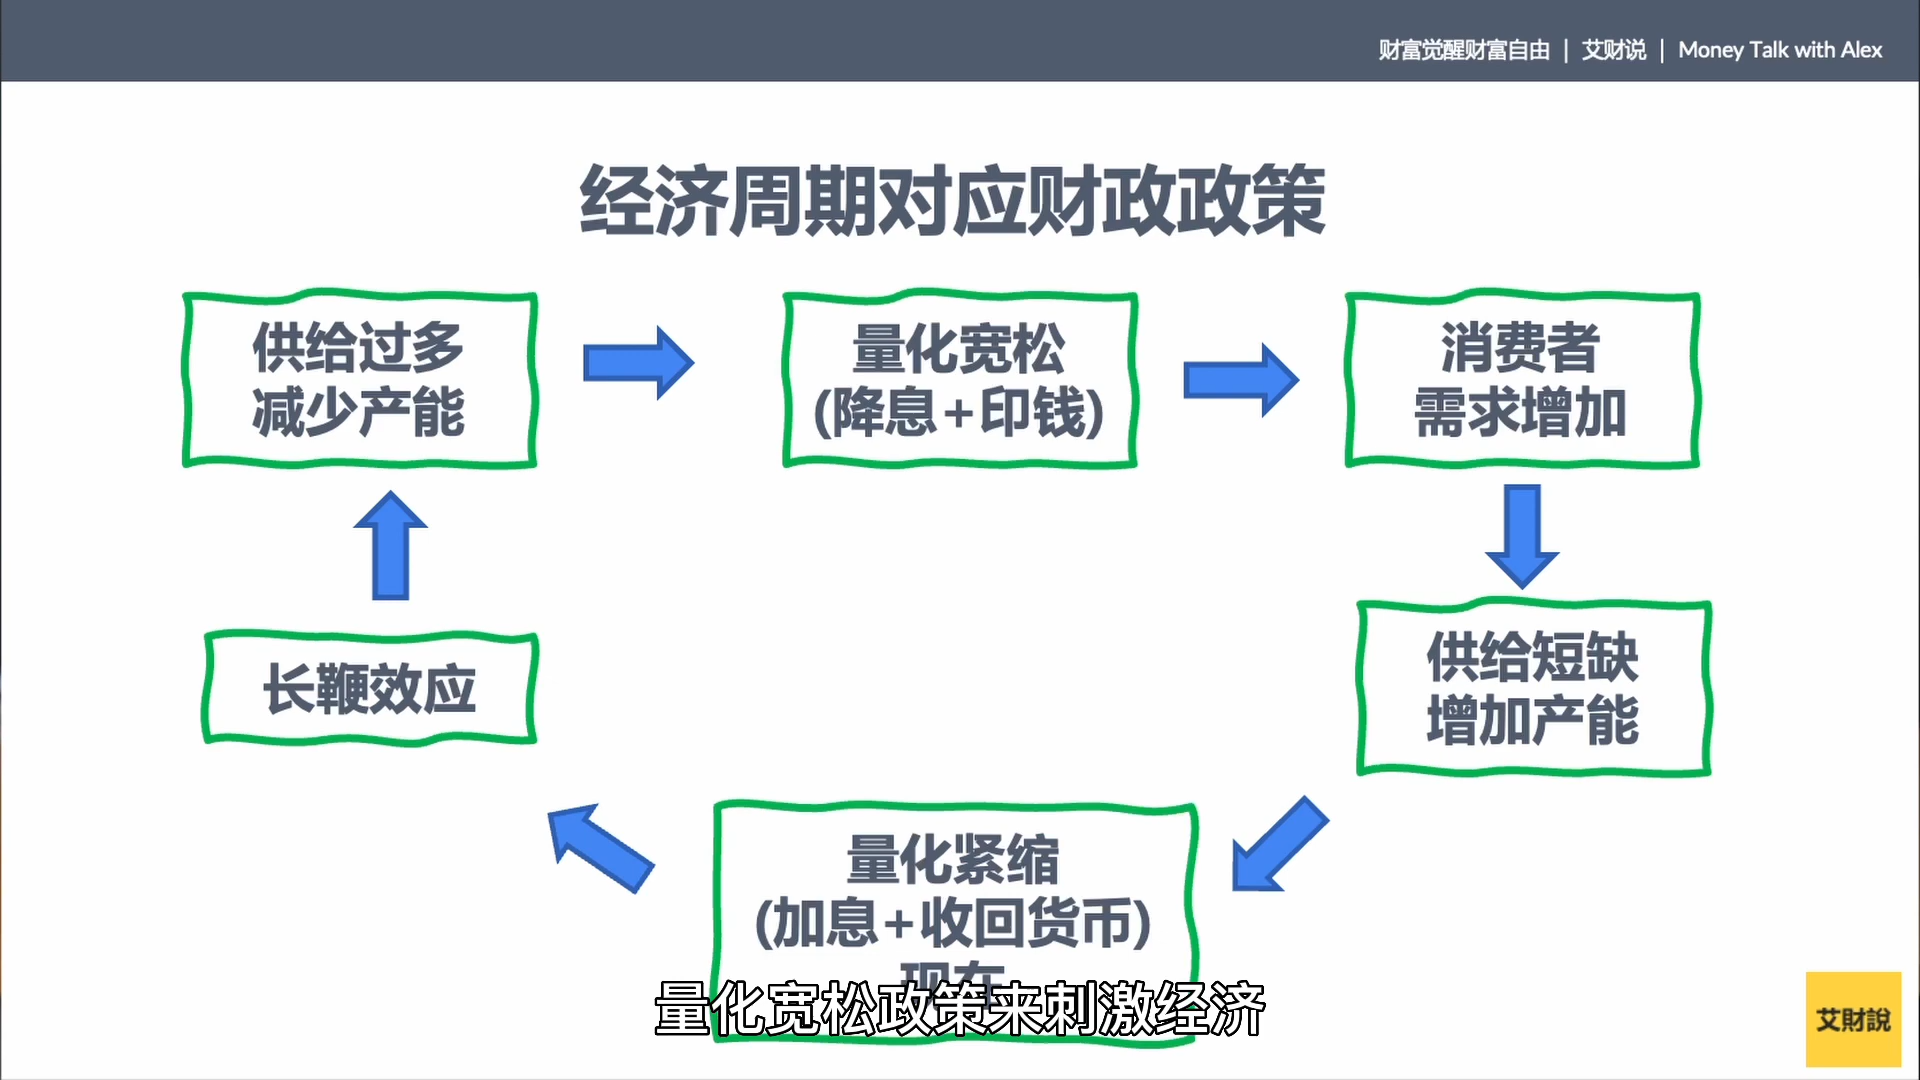 财富觉醒财富自由 | 艾财说 | Money Talk with Alex
经济周期对应财政政策
供给过多
减少产能
量化宽松
(降息+印钱)
消费者
需求增加
供给短缺
增加产能
量化紧缩
(加息+收回货币)
现在
长鞭效应
量化宽松政策来刺激经济
艾財說